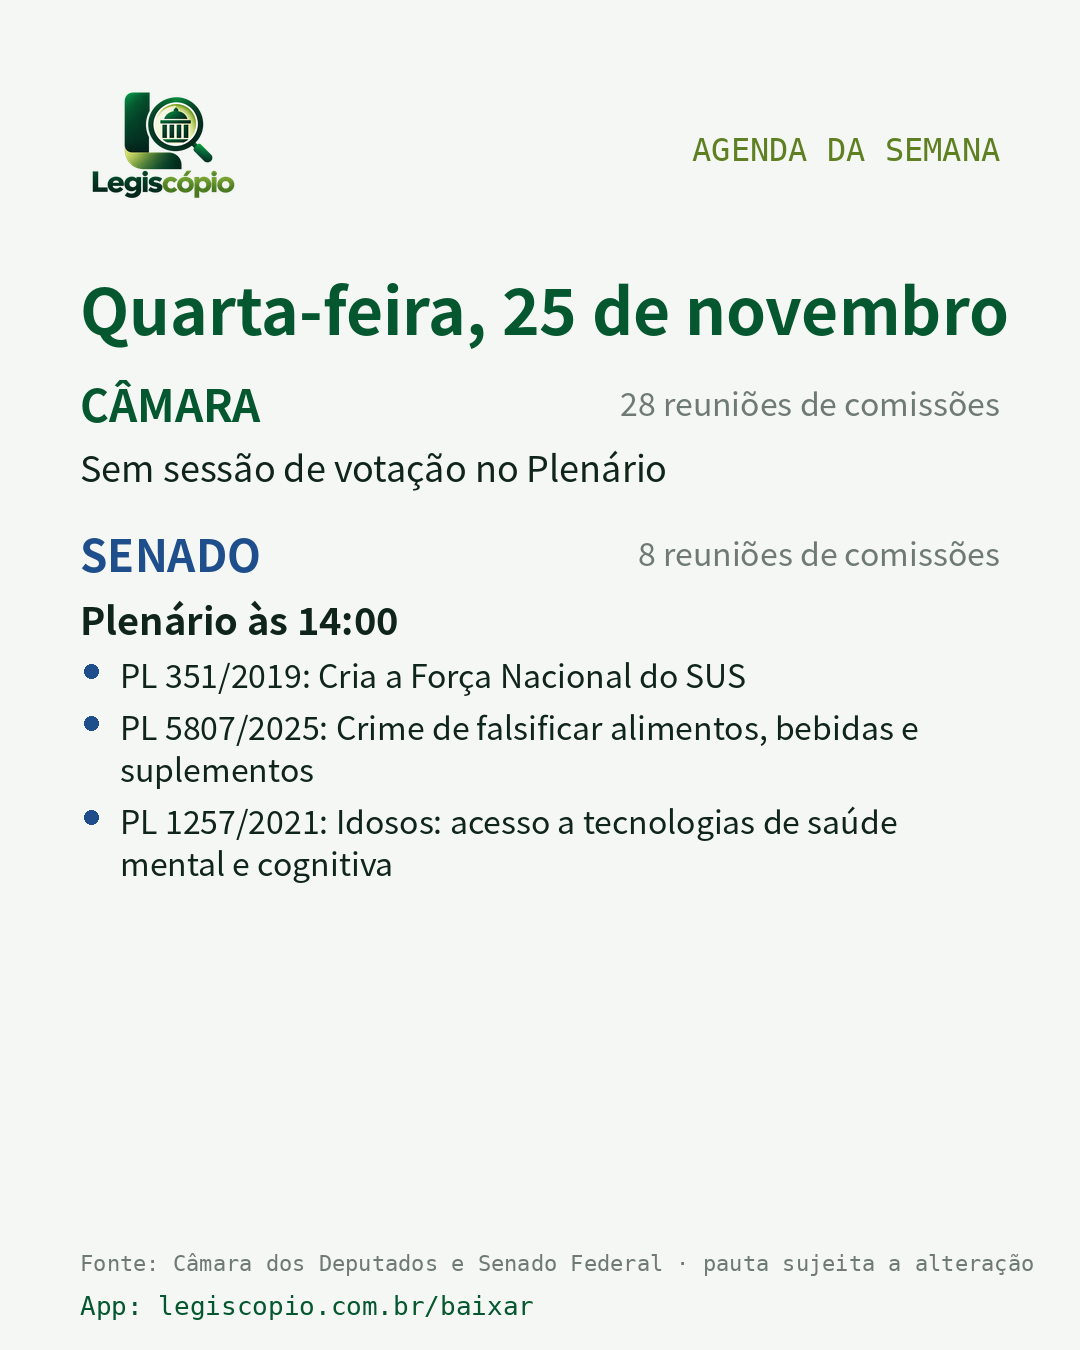 Legiscópio
AGENDA DA SEMANA
Quarta-feira, 25 de novembro
CÂMARA
28 reuniões de comissões
Sem sessão de votação no Plenário
SENADO
8 reuniões de comissões
Plenário às 14:00
PL 351/2019: Cria a Força Nacional do SUS
PL 5807/2025: Crime de falsificar alimentos, bebidas e
suplementos
PL 1257/2021: Idosos: acesso a tecnologias de saúde
mental e cognitiva
Fonte: Câmara dos Deputados e Senado Federal · pauta sujeita a alteração
App: legiscopio.com.br/baixar